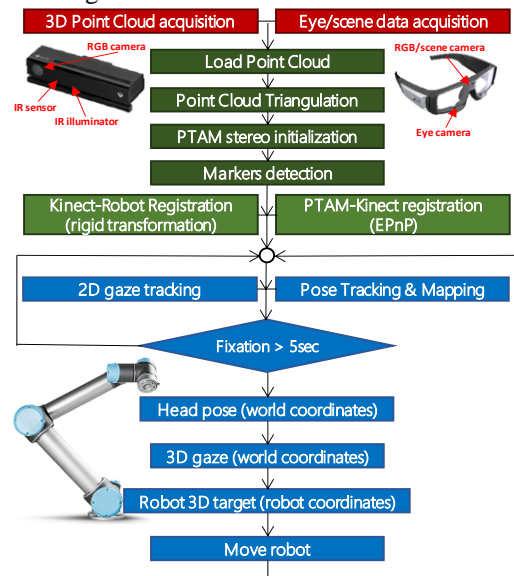 3D Point Cloud acquisition
Eye/scene data acquisition
RGB camera
RGB/scene camera
IR sensor
IR illuminator
Eye camera
Load Point Cloud
Point Cloud Triangulation
PTAM stereo initialization
Markers detection
Kinect-Robot Registration
(rigid transformation)
PTAM-Kinect registration
(EPnP)
2D gaze tracking
Pose Tracking & Mapping
Fixation > 5sec
Head pose (world coordinates)
3D gaze (world coordinates)
Robot 3D target (robot coordinates)
Move robot